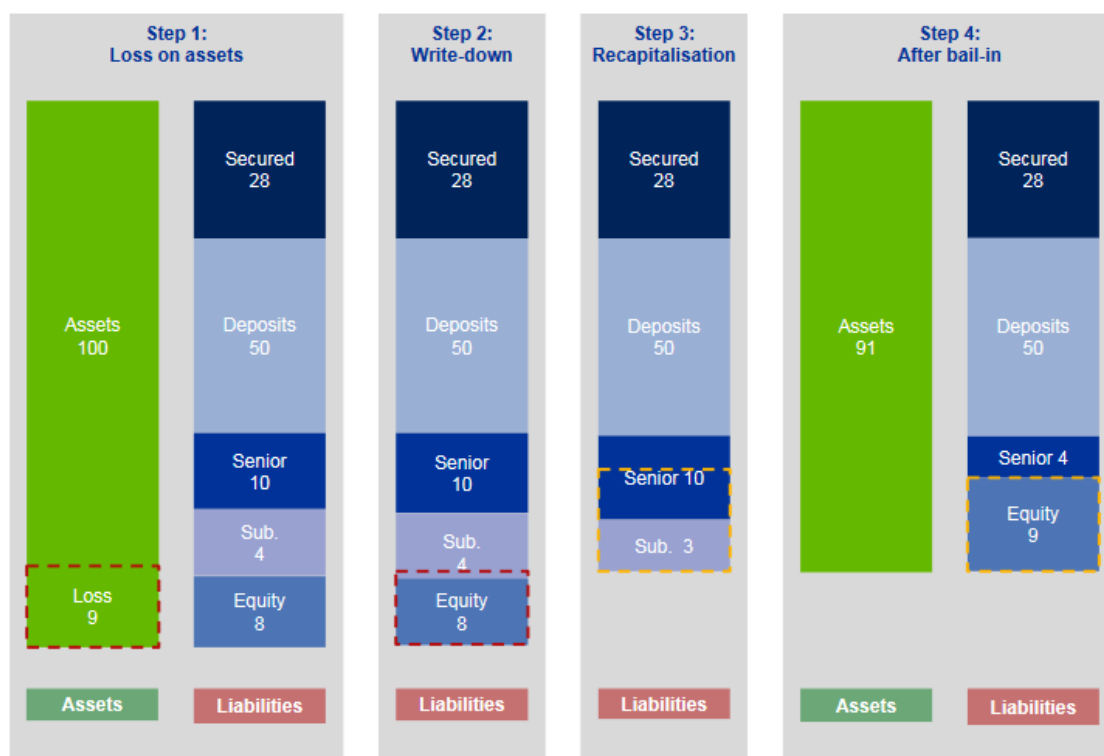 Step 1:
Loss on assets
Assets
100
Loss
9
Secured
28
Deposits
50
Senior
10
Sub.
4
Equity
8
Assets
Liabilities
Step 2:
Write-down
Secured
28
Deposits
50
Senior
10
Sub.
4
Equity
8
Liabilities
Step 3:
Recapitalisation
Secured
28
Deposits
50
Senior 10
Sub. 3
Liabilities
Step 4:
After bail-in
Assets
91
Secured
28
Deposits
50
Senior 4
Equity
9
Assets
Liabilities